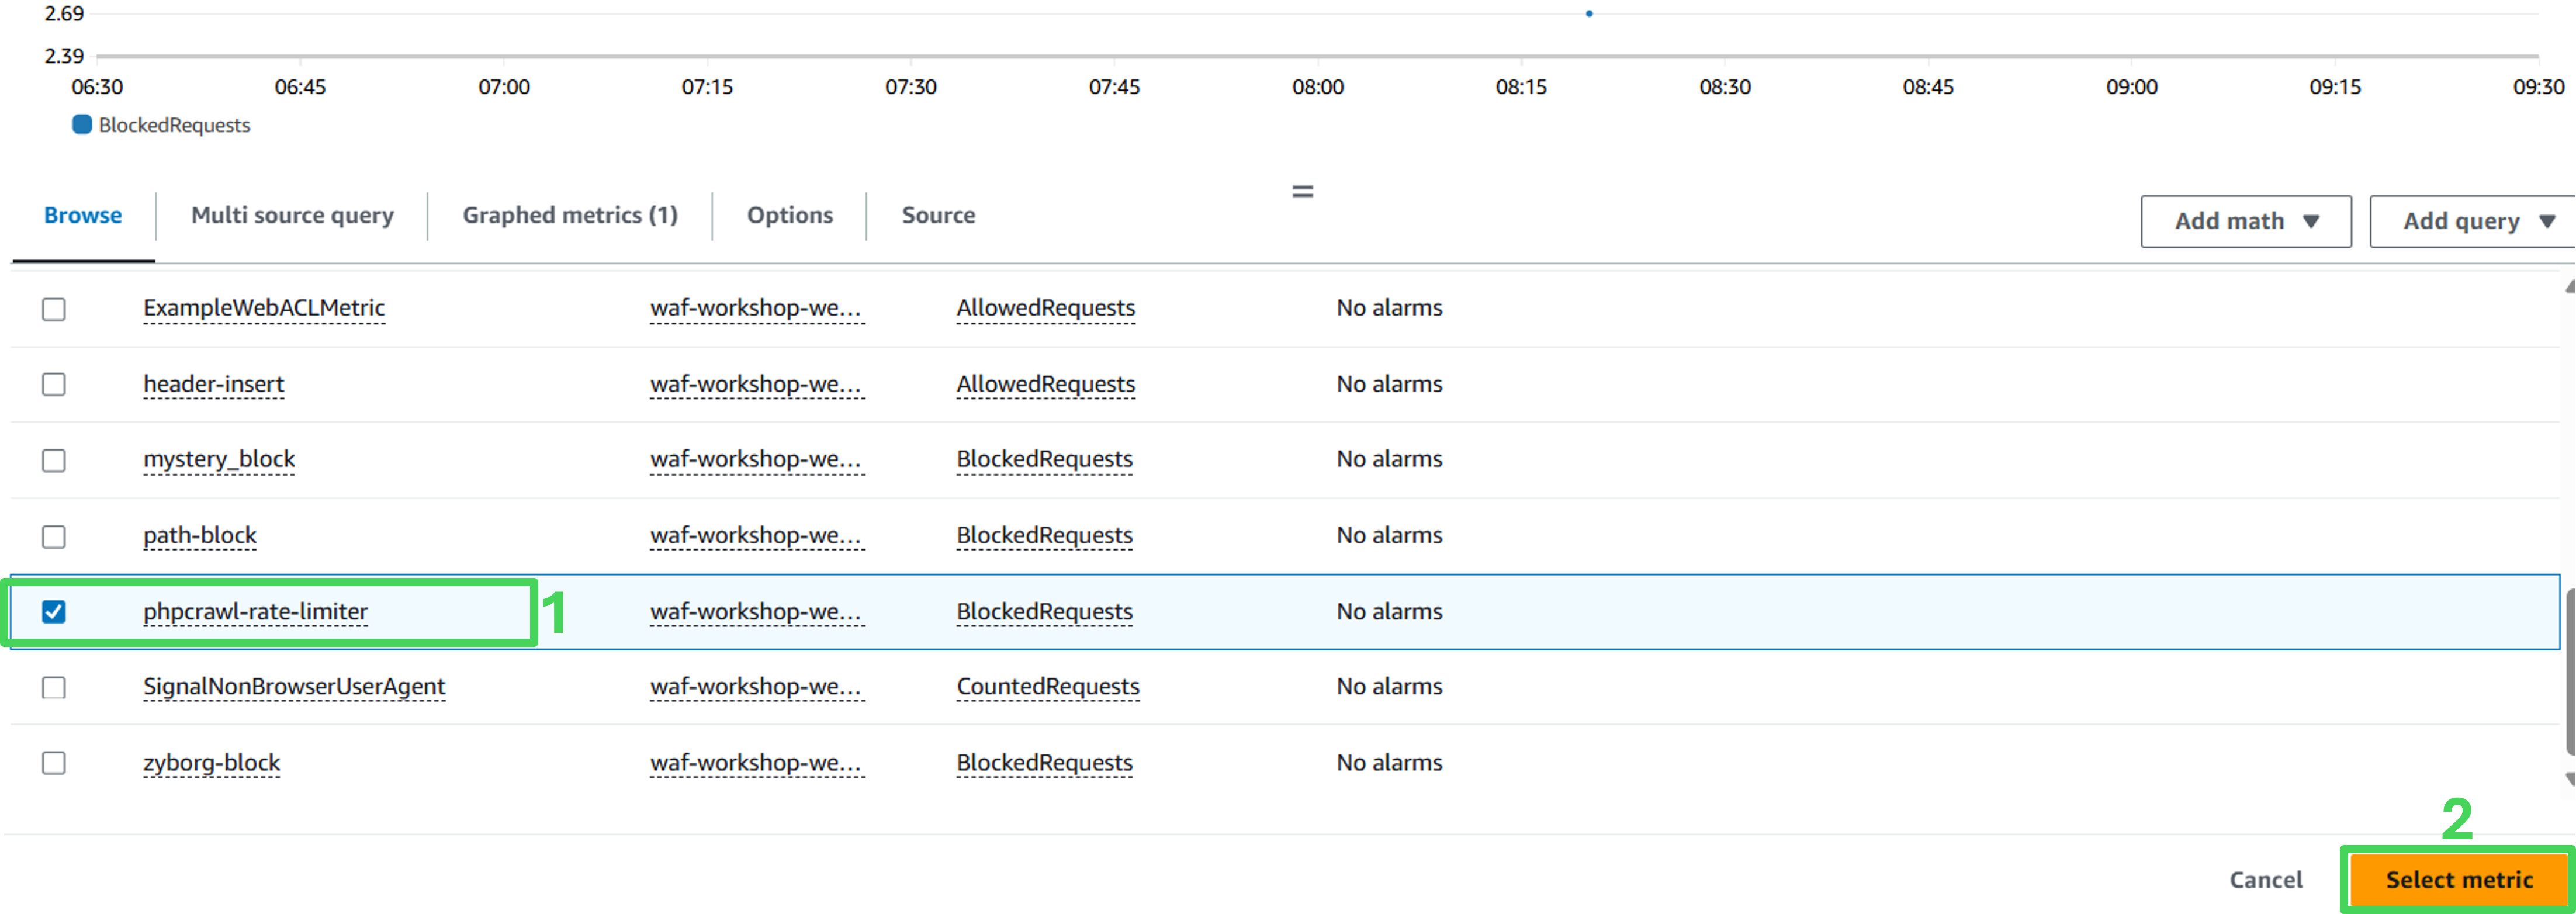 2.69
2.39
06:30 06:45 07:00 07:15 07:30 07:45 08:00 08:15 08:30 08:45 09:00 09:15 09:30
BlockedRequests
Browse Multi source query Graphed metrics (1) Options Source Add math Add query
ExampleWebACLMetric waf-workshop-we... AllowedRequests No alarms
header-insert waf-workshop-we... AllowedRequests No alarms
mystery_block waf-workshop-we... BlockedRequests No alarms
path-block waf-workshop-we... BlockedRequests No alarms
phpcrawl-rate-limiter 1 waf-workshop-we... BlockedRequests No alarms
SignalNonBrowserUserAgent waf-workshop-we... CountedRequests No alarms
zyborg-block waf-workshop-we... BlockedRequests No alarms
2
Cancel Select metric